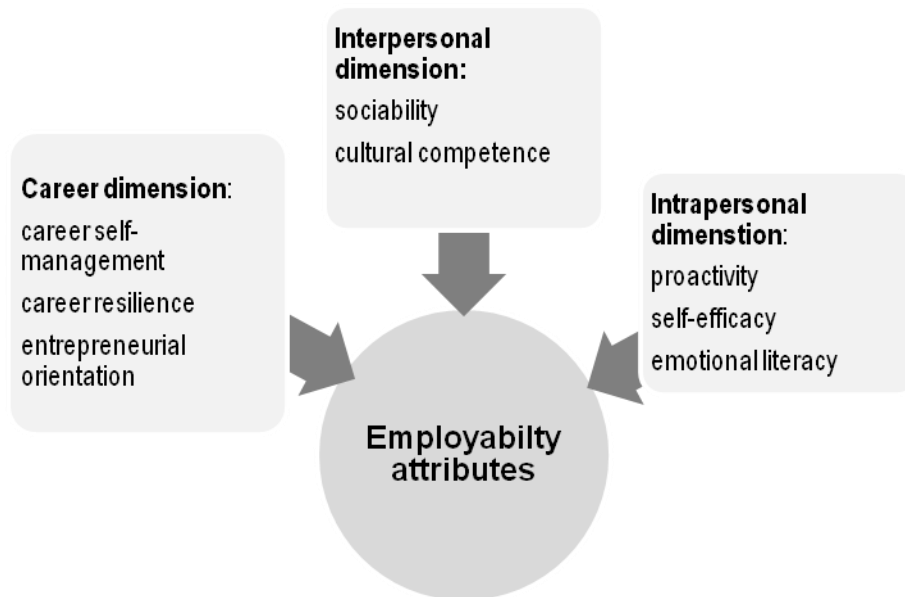 Interpersonal
dimension:
sociability
cultural competence
Career dimension:
career self-
management
career resilience
entrepreneurial
orientation
Intrapersonal
dimenstion:
proactivity
self-efficacy
emotional literacy
Employabilty
attributes